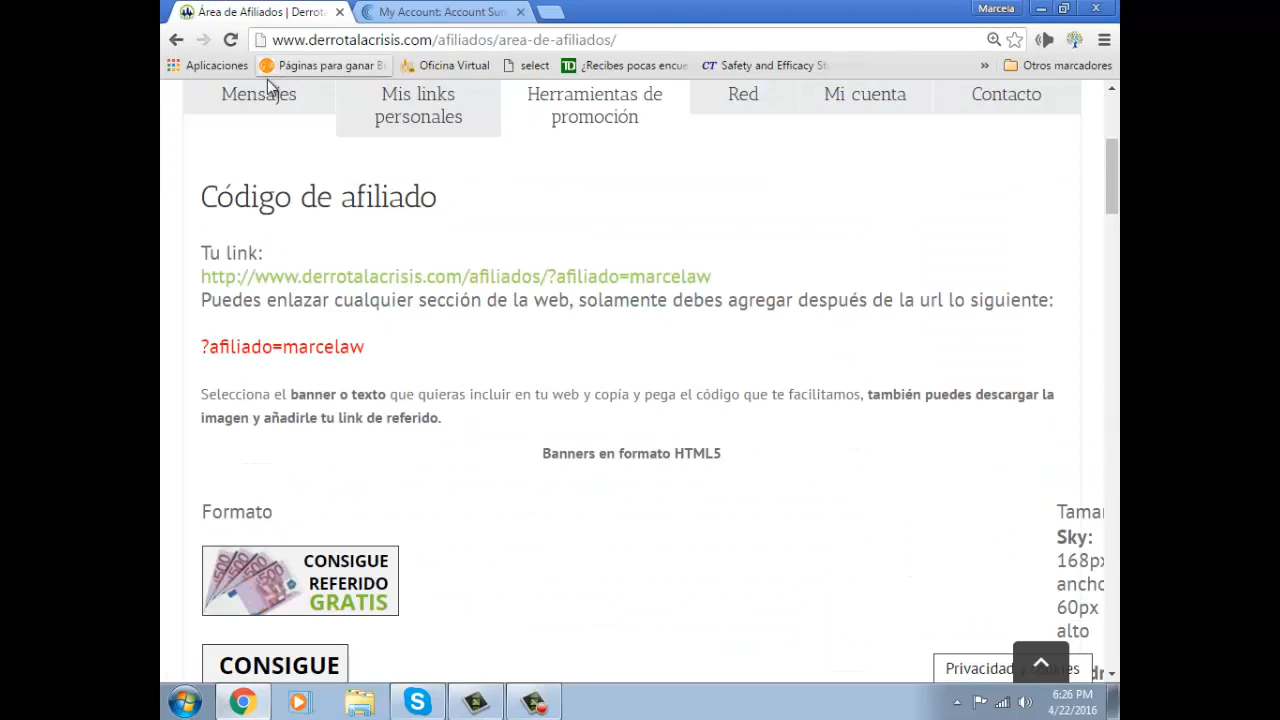 Área de Afiliados | Derrota
My Account: Account Sum
Marcela
www.derrotalacrisis.com/afiliados/area-de-afiliados/
Aplicaciones
Páginas para ganar B
Oficina Virtual
select
TD ¿Recibes pocas encue
CT Safety and Efficacy St
»
Otros marcadores
Mensajes
Mis links personales
Herramientas de promoción
Red
Mi cuenta
Contacto
Código de afiliado
Tu link:
http://www.derrotalacrisis.com/afiliados/?afiliado=marcelaw
Puedes enlazar cualquier sección de la web, solamente debes agregar después de la url lo siguiente:
?afiliado=marcelaw
Selecciona el banner o texto que quieras incluir en tu web y copía y pega el código que te facilitamos, también puedes descargar la
imagen y añadirle tu link de referido.
Banners en formato HTML5
Formato
Tamañ
Sky:
168px
ancho
60px
alto
CONSIGUE
REFERIDO
GRATIS
CONSIGUE
Privacidad y cookies
6:26 PM
4/22/2016